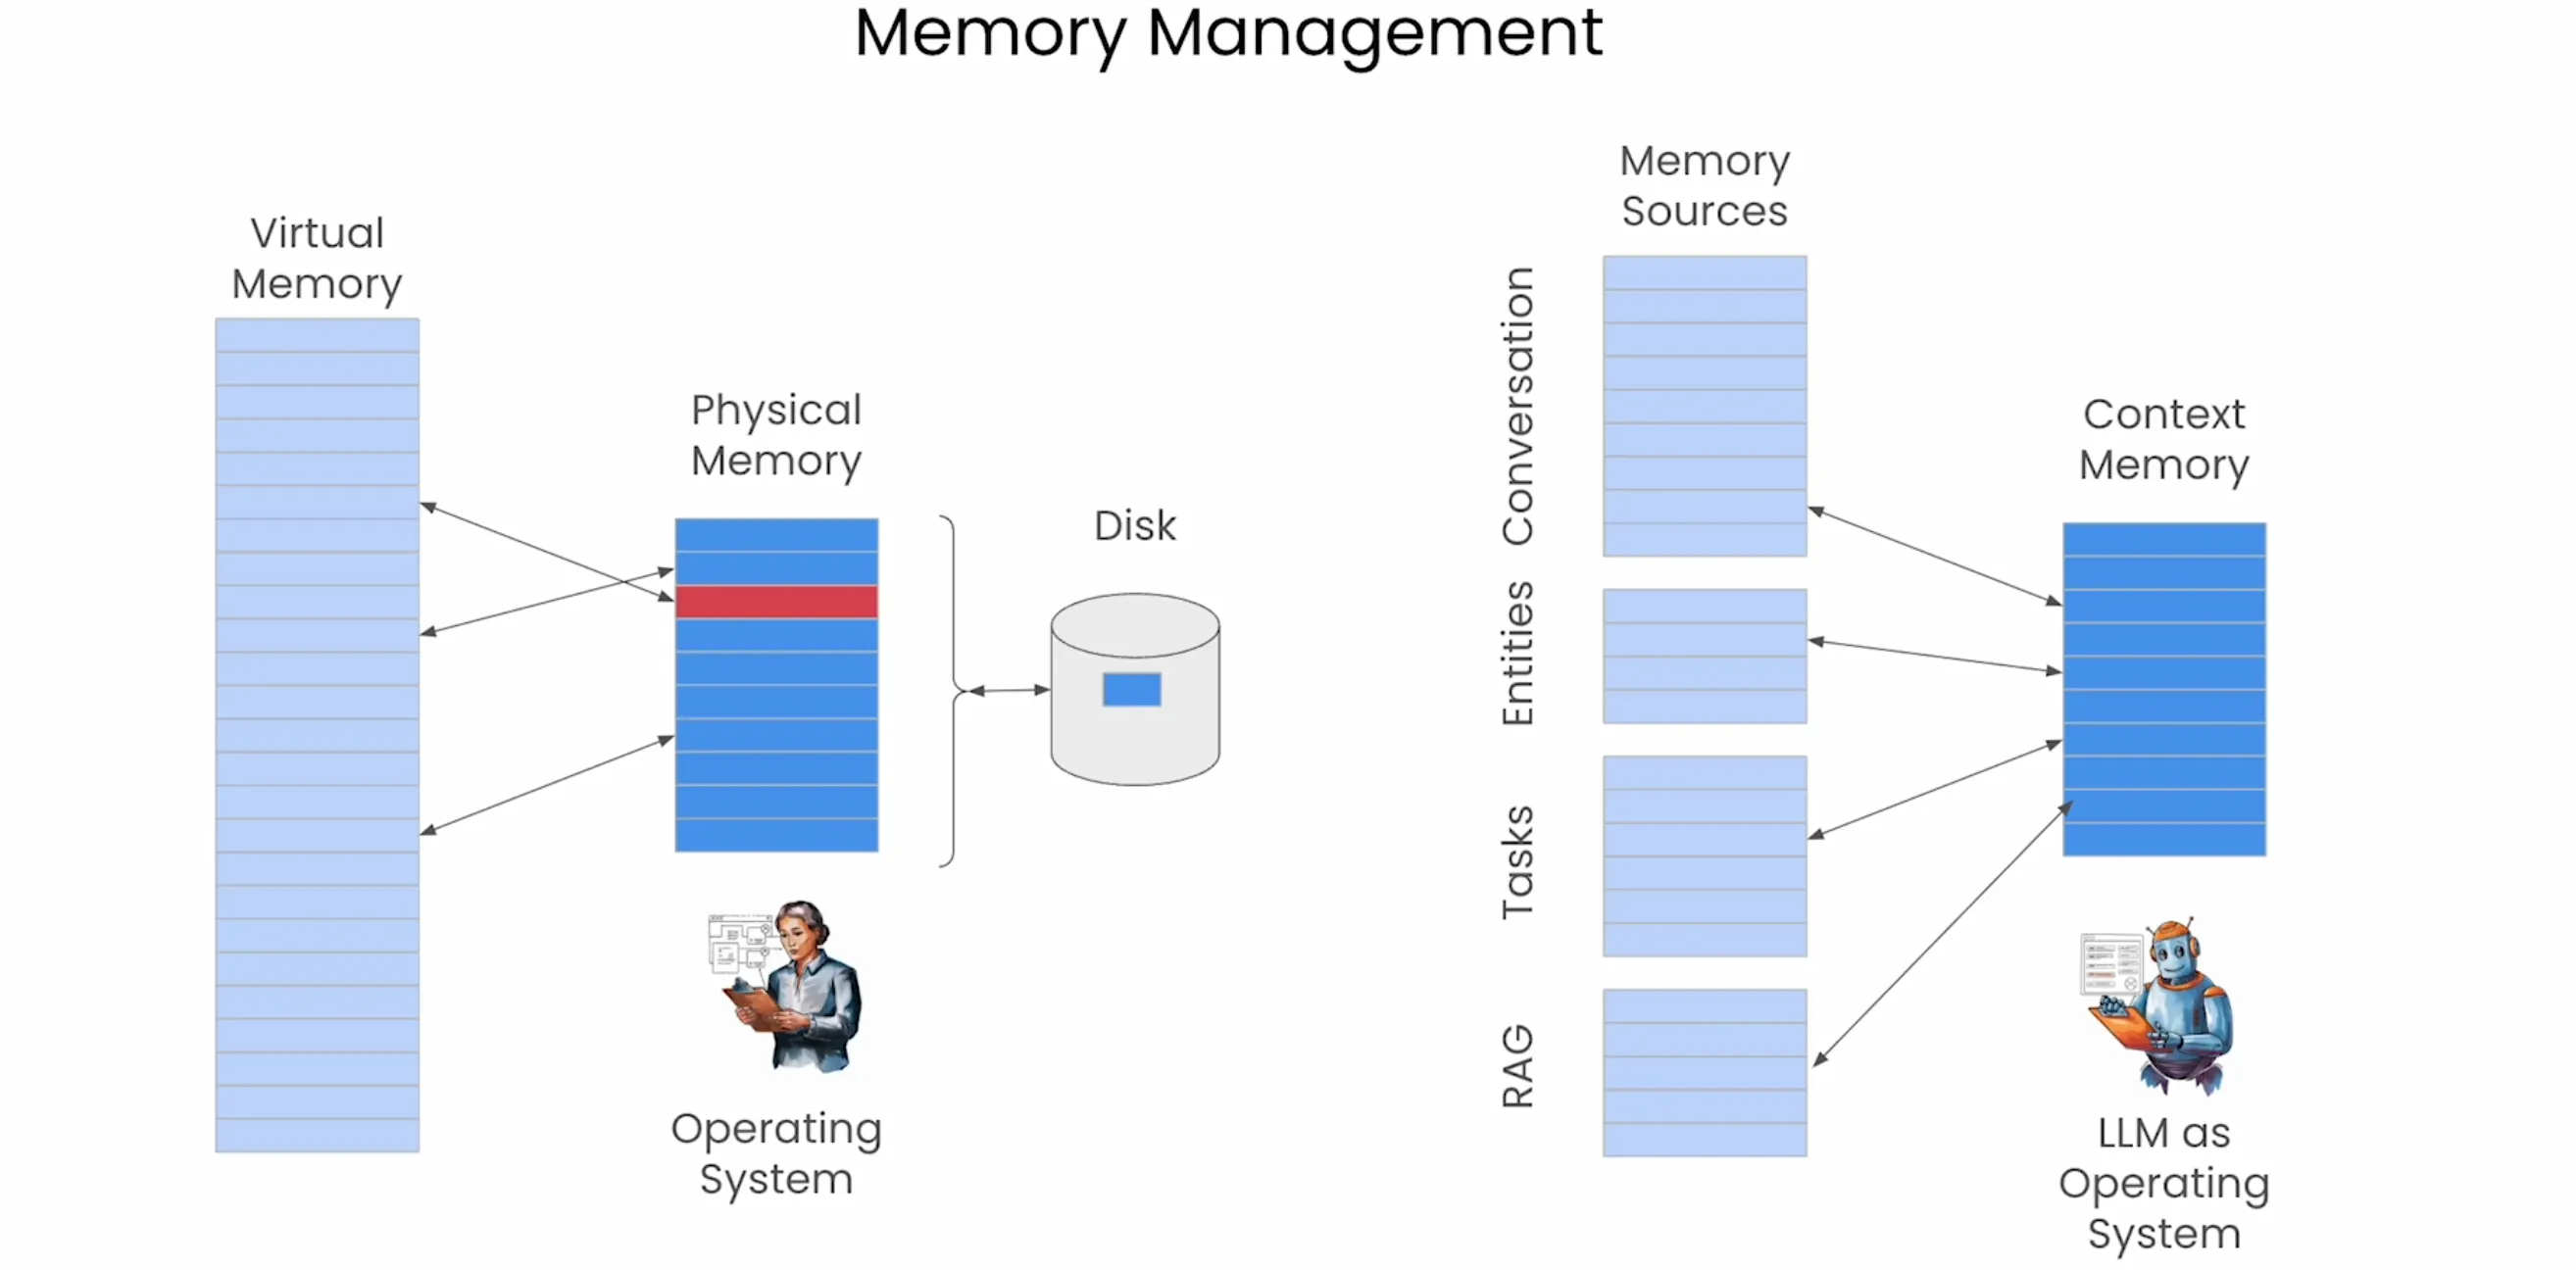 Memory Management
Virtual
Memory
Physical
Memory
Disk
Operating
System
Memory
Sources
Conversation
Entities
Tasks
RAG
Context
Memory
LLM as
Operating
System